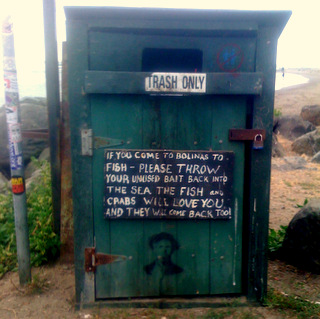 TRASH ONLY
IF YOU COME TO BOLINAS TO
FISH - PLEASE THROW
YOUR UNUSED BAIT BACK INTO
THE SEA THE FISH AND
CRABS WILL LOVE YOU
AND THEY WILL COME BACK TOO!